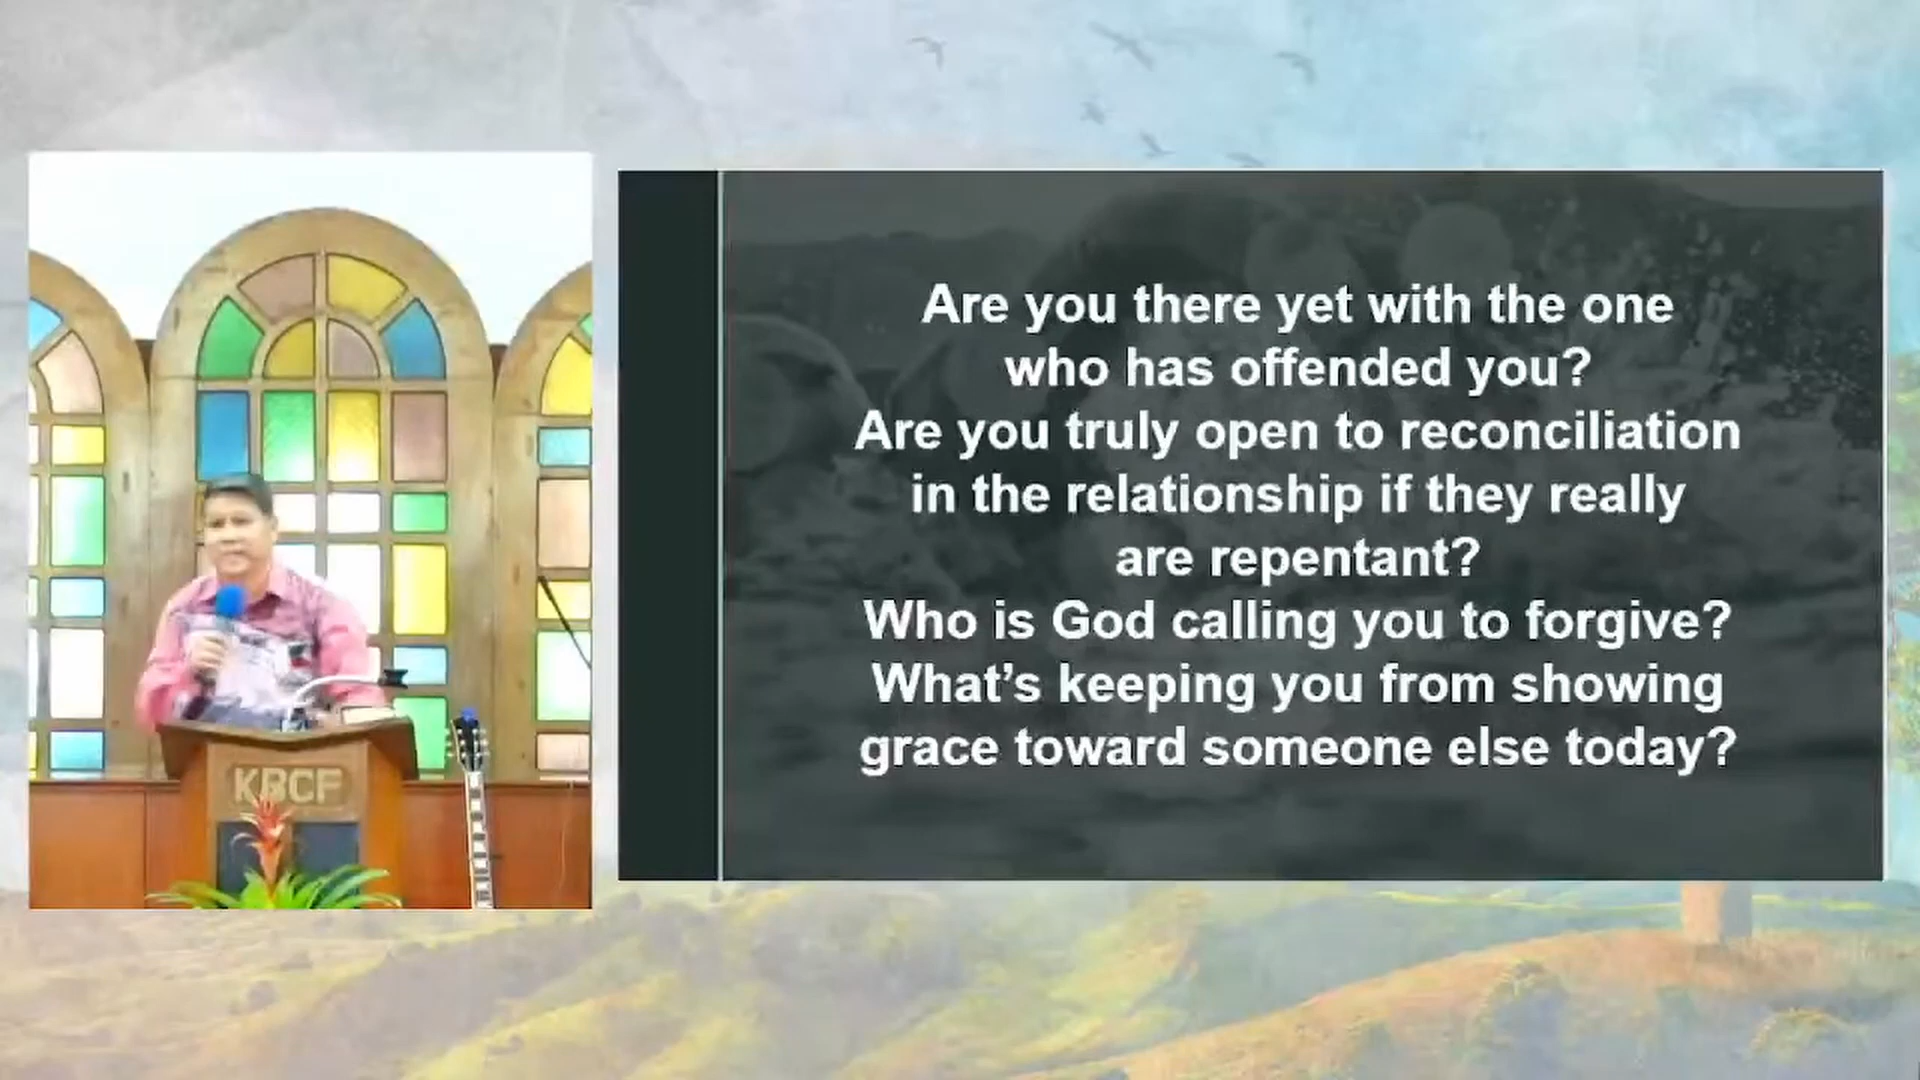 KBCF
Are you there yet with the one
who has offended you?
Are you truly open to reconciliation
in the relationship if they really
are repentant?
Who is God calling you to forgive?
What's keeping you from showing
grace toward someone else today?